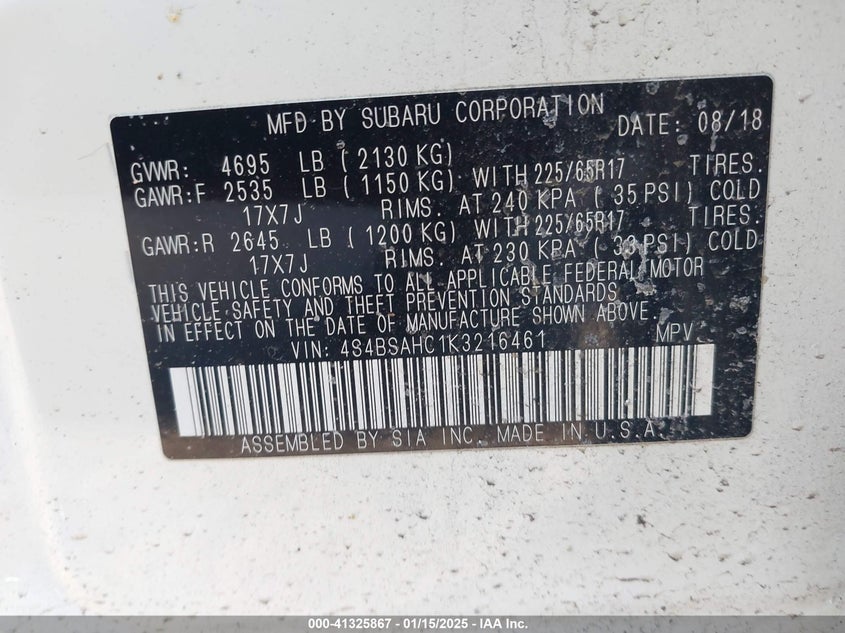 MFD BY SUBARU CORPORATION DATE: 08/18
GVWR: 4695 LB ( 2130 KG)
GAWR:F 2535 LB ( 1150 KG) WITH 225/65R17 TIRES.
17X7J RIMS. AT 240 KPA ( 35 PSI) COLD
GAWR:R 2645 LB ( 1200 KG) WITH 225/65R17 TIRES.
17X7J RIMS. AT 230 KPA ( 33 PSI) COLD
THIS VEHICLE CONFORMS TO ALL APPLICABLE FEDERAL MOTOR
VEHICLE SAFETY AND THEFT PREVENTION STANDARDS
IN EFFECT ON THE DATE OF MANUFACTURE SHOWN ABOVE.
VIN: 4S4BSAHC1K3216461 MPV
ASSEMBLED BY SIA INC. MADE IN U.S.A.
000-41325867 - 01/15/2025 - IAA Inc.